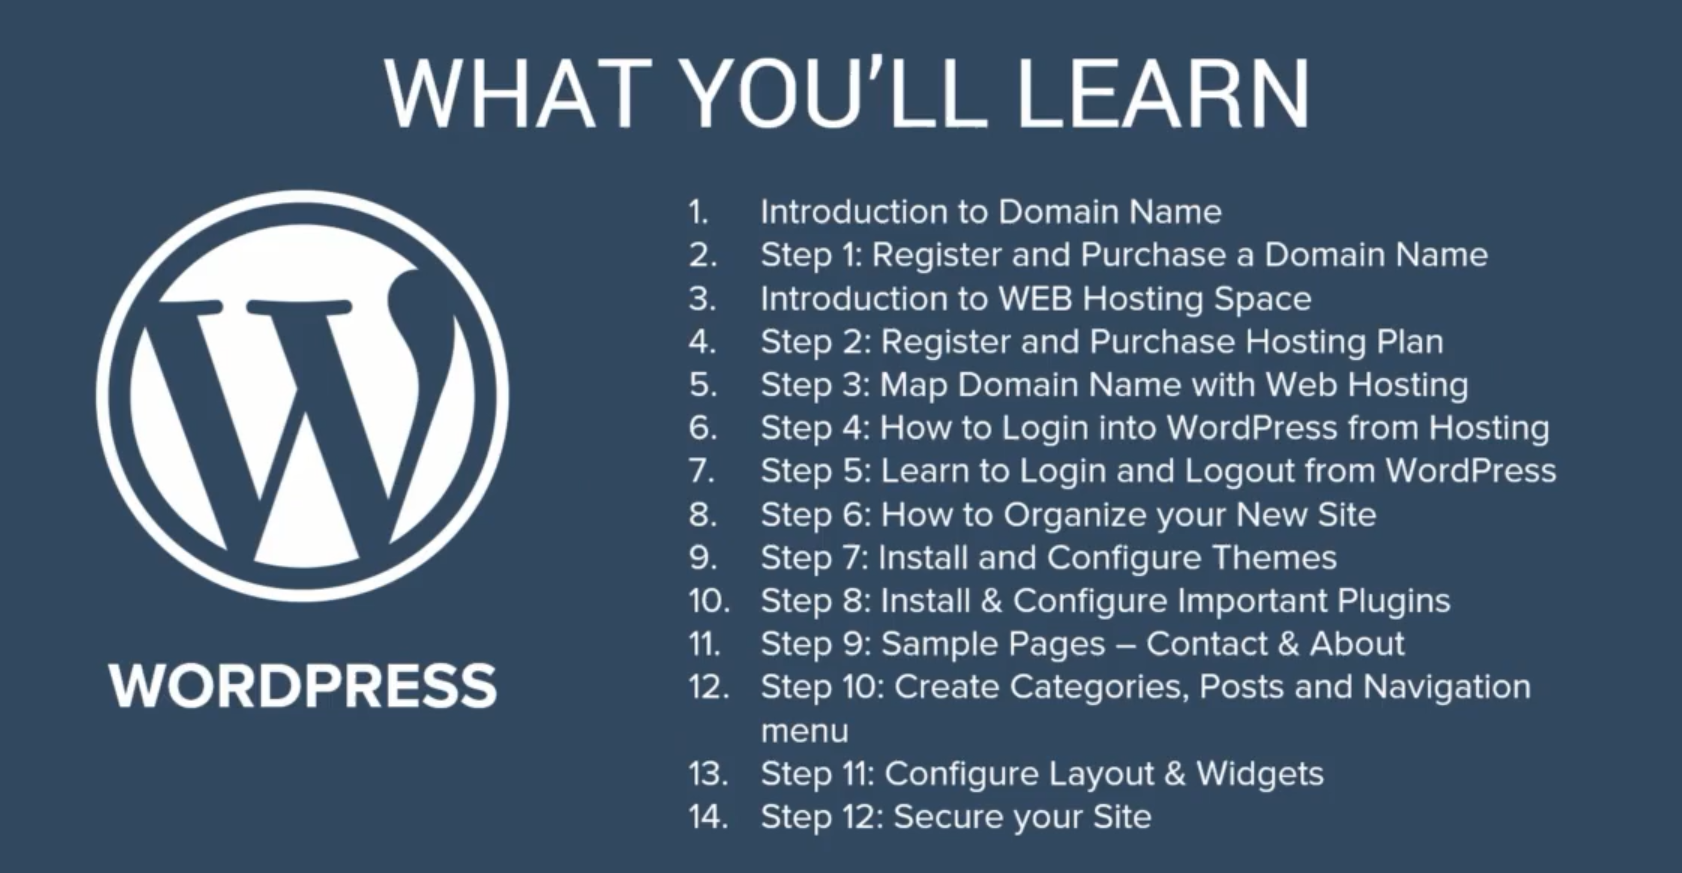 WHAT YOU'LL LEARN
1. Introduction to Domain Name
2. Step 1: Register and Purchase a Domain Name
3. Introduction to WEB Hosting Space
4. Step 2: Register and Purchase Hosting Plan
5. Step 3: Map Domain Name with Web Hosting
6. Step 4: How to Login into WordPress from Hosting
7. Step 5: Learn to Login and Logout from WordPress
8. Step 6: How to Organize your New Site
9. Step 7: Install and Configure Themes
10. Step 8: Install & Configure Important Plugins
11. Step 9: Sample Pages – Contact & About
12. Step 10: Create Categories, Posts and Navigation
menu
13. Step 11: Configure Layout & Widgets
14. Step 12: Secure your Site
W
WORDPRESS